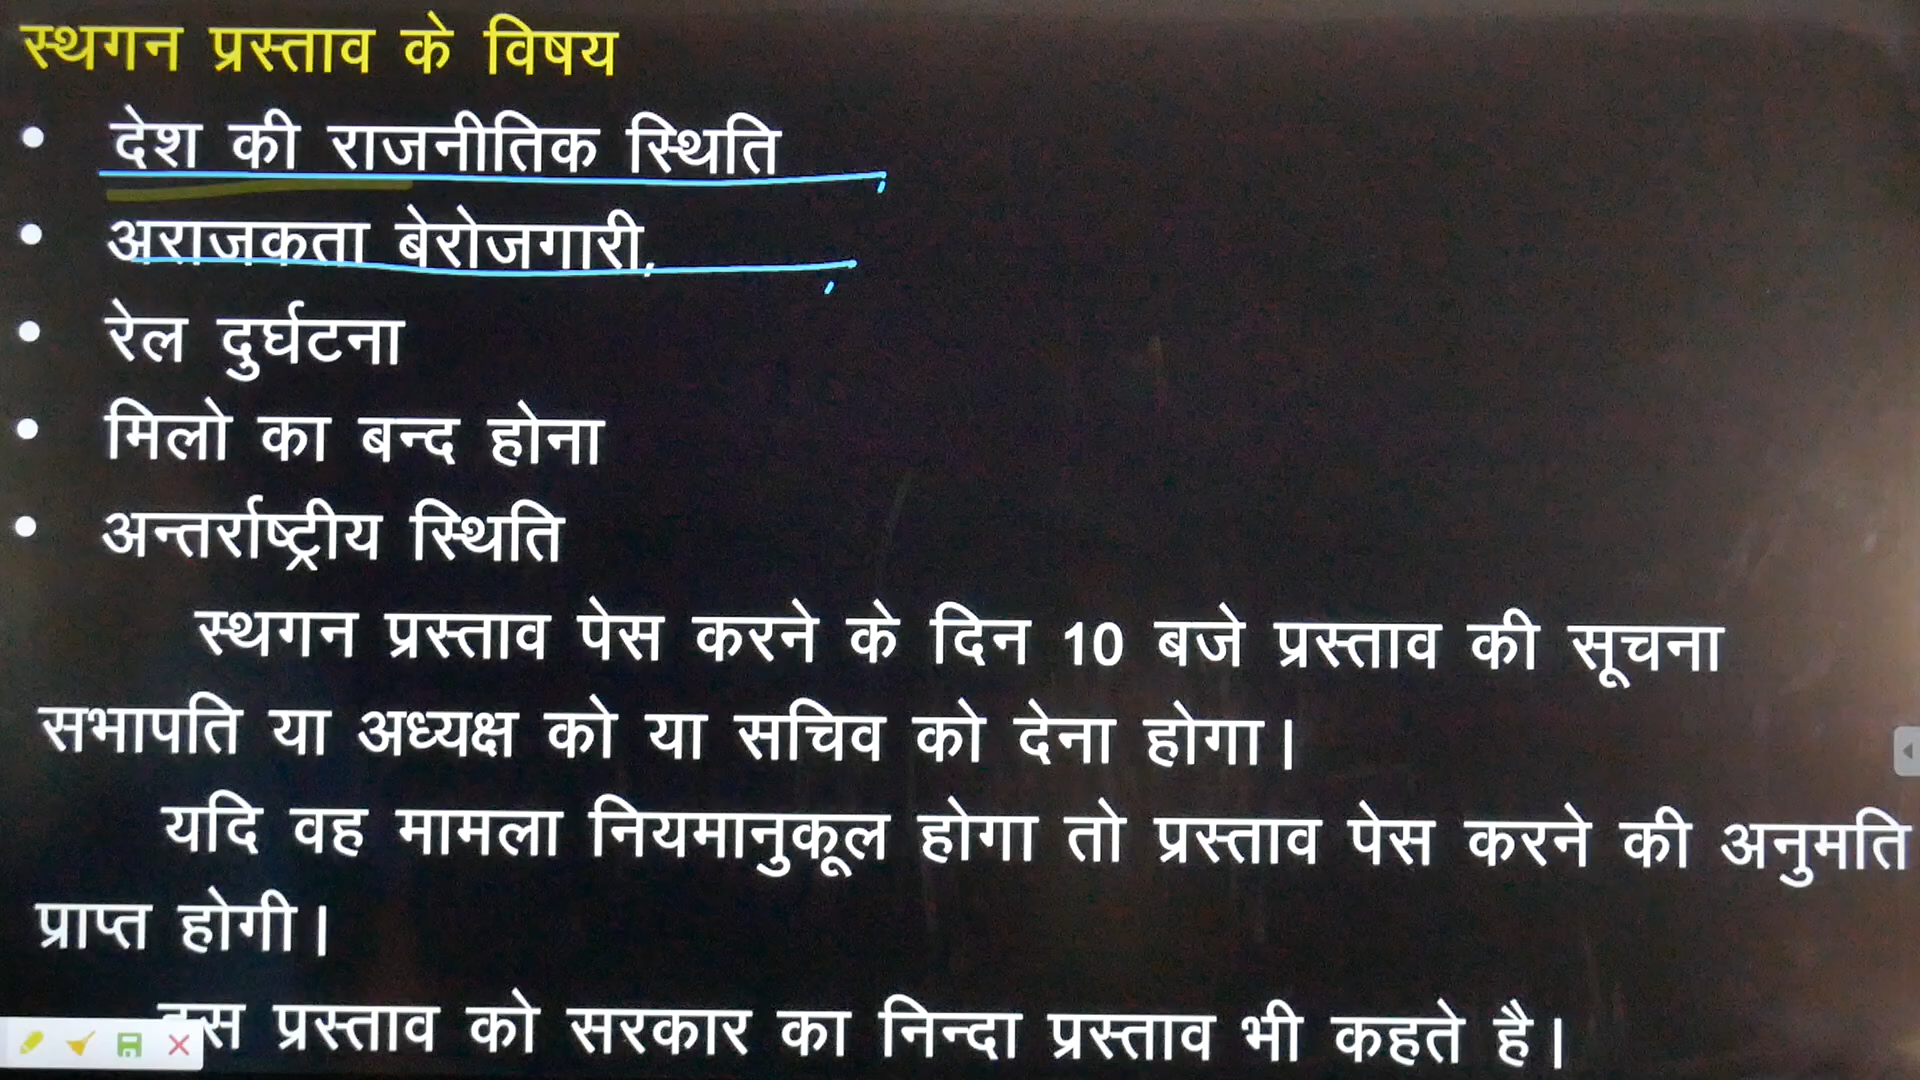 स्थगन प्रस्ताव के विषय
• देश की राजनीतिक स्थिति
• अराजकता बेरोजगारी,
• रेल दुर्घटना
• मिलो का बन्द होना
• अन्तर्राष्ट्रीय स्थिति
स्थगन प्रस्ताव पेस करने के दिन 10 बजे प्रस्ताव की सूचना
सभापति या अध्यक्ष को या सचिव को देना होगा।
यदि वह मामला नियमानुकूल होगा तो प्रस्ताव पेस करने की अनुमति
प्राप्त होगी।
प्रस्ताव को सरकार का निन्दा प्रस्ताव भी कहते है।